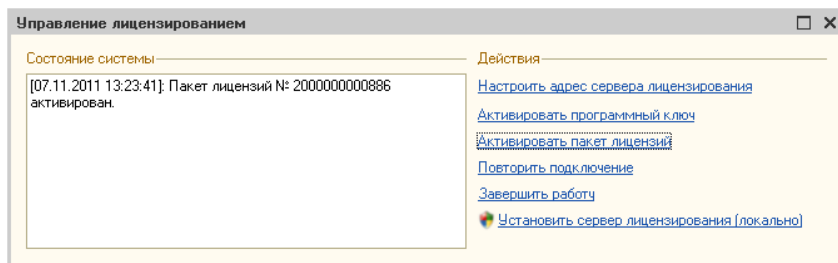 Управление лицензированием
Состояние системы
[07.11.2011 13:23:41]: Пакет лицензий № 2000000000886
активирован.
Действия
Настроить адрес сервера лицензирования
Активировать программный ключ
Активировать пакет лицензий
Повторить подключение
Завершить работу
Установить сервер лицензирования (локально)